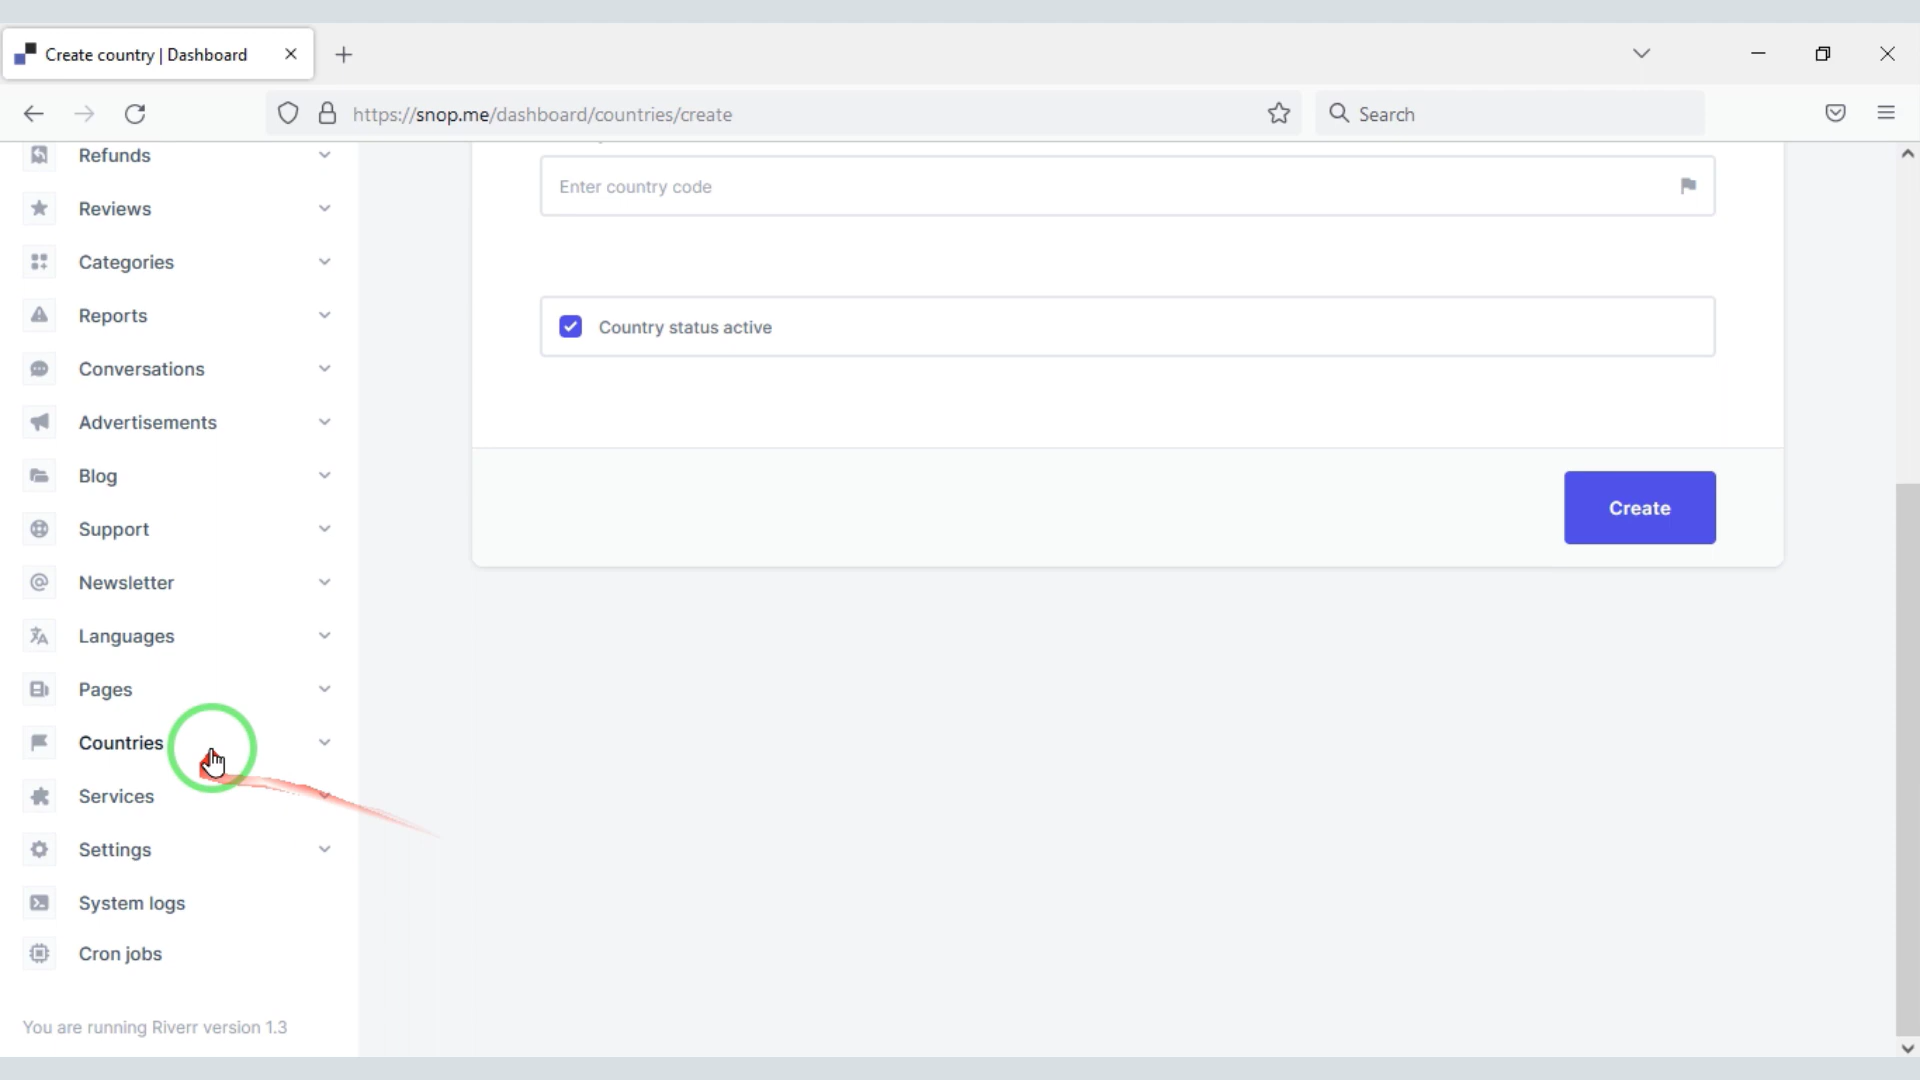 Create country | Dashboard
https://snop.me/dashboard/countries/create
Search
Refunds
Reviews
Categories
Reports
Conversations
Advertisements
Blog
Support
Newsletter
Languages
Pages
Countries
Services
Settings
System logs
Cron jobs
You are running Riverr version 1.3
Enter country code
Country status active
Create